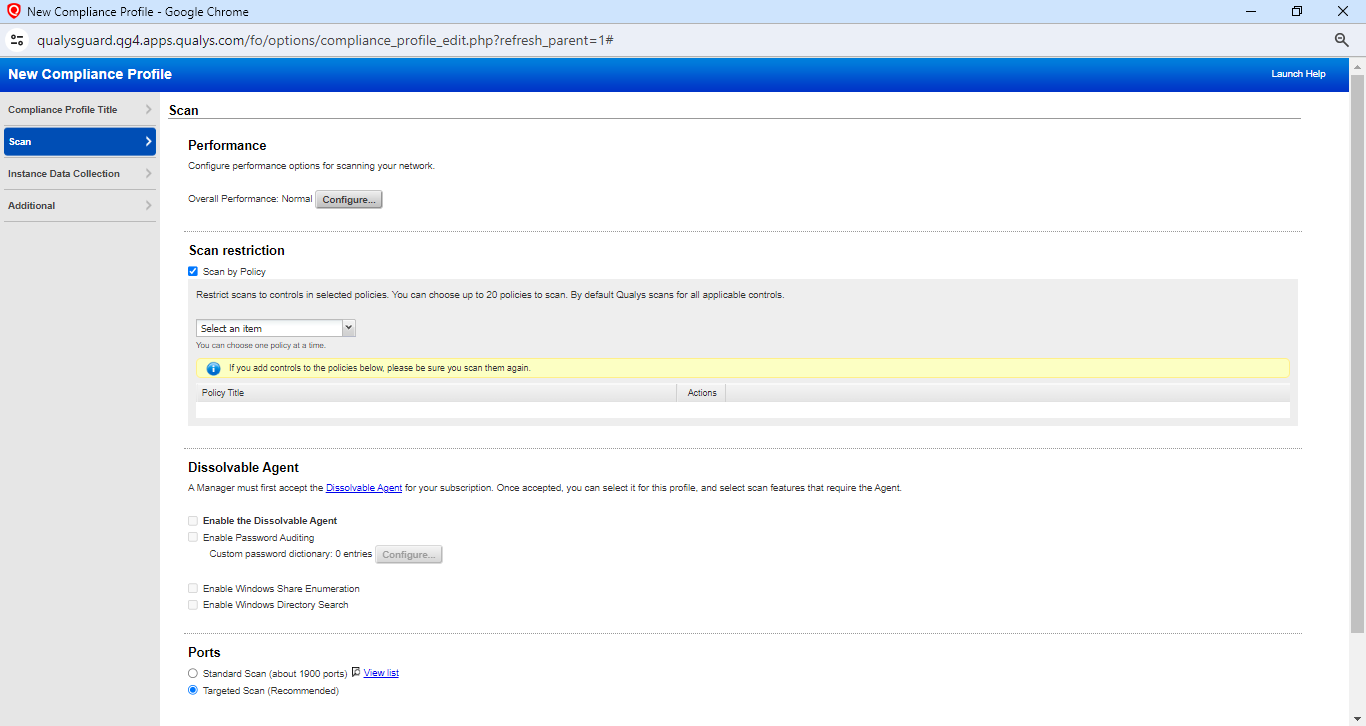 New Compliance Profile - Google Chrome
qualysguard.qg4.apps.qualys.com/fo/options/compliance_profile_edit.php?refresh_parent=1#
New Compliance Profile
Launch Help
Compliance Profile Title
Scan
Instance Data Collection
Additional
Scan
Performance
Configure performance options for scanning your network.
Overall Performance: Normal Configure...
Scan restriction
Scan by Policy
Restrict scans to controls in selected policies. You can choose up to 20 policies to scan. By default Qualys scans for all applicable controls.
Select an item
You can choose one policy at a time.
If you add controls to the policies below, please be sure you scan them again.
Policy Title Actions
Dissolvable Agent
A Manager must first accept the Dissolvable Agent for your subscription. Once accepted, you can select it for this profile, and select scan features that require the Agent.
Enable the Dissolvable Agent
Enable Password Auditing
Custom password dictionary: 0 entries Configure...
Enable Windows Share Enumeration
Enable Windows Directory Search
Ports
Standard Scan (about 1900 ports) View list
Targeted Scan (Recommended)